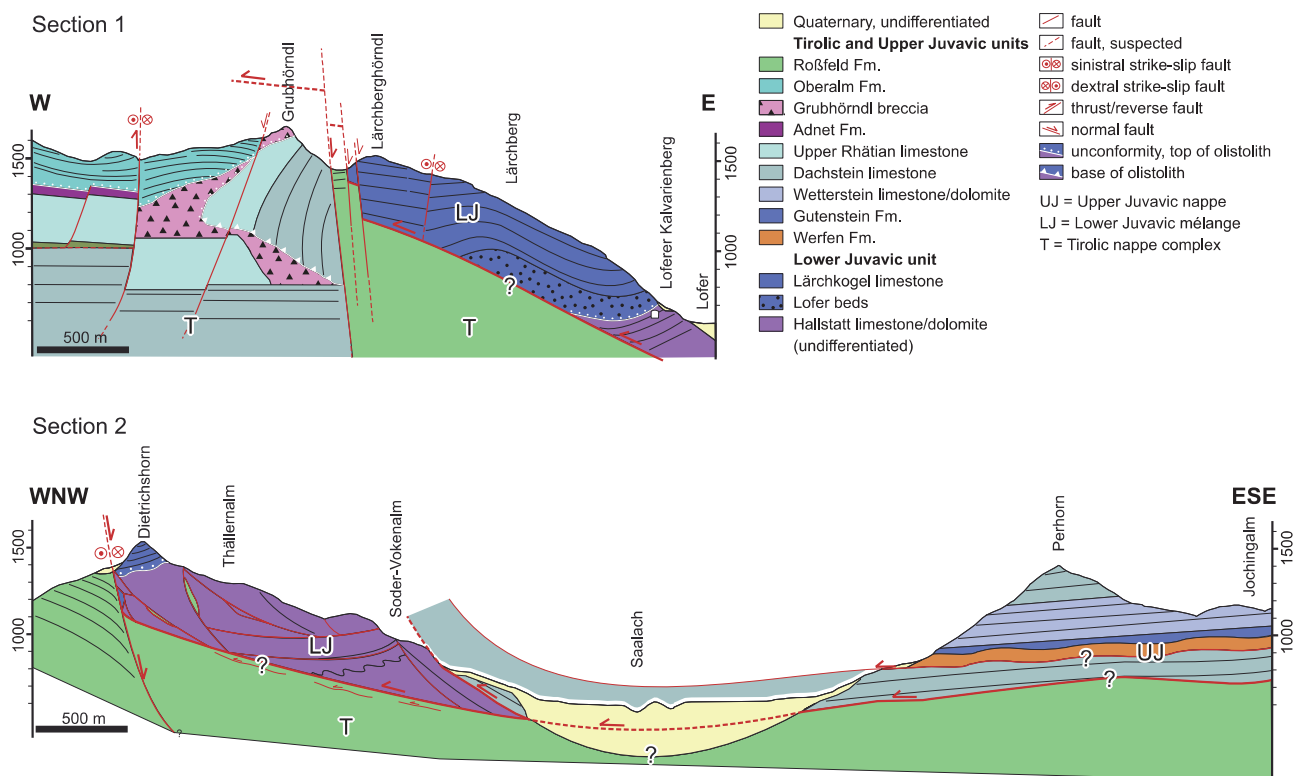 Section 1
W
E
Grubhörndl
Lärchberghörndl
Lärchberg
Loferer Kalvarienberg
Lofer
1500
1000
1500
1000
LJ
?
T
T
500 m
Quaternary, undifferentiated
Tirolic and Upper Juvavic units
Roßfeld Fm.
Oberalm Fm.
Grubhörndl breccia
Adnet Fm.
Upper Rhätian limestone
Dachstein limestone
Wetterstein limestone/dolomite
Gutenstein Fm.
Werfen Fm.
Lower Juvavic unit
Lärchkogel limestone
Lofer beds
Hallstatt limestone/dolomite
(undifferentiated)
fault
fault, suspected
sinistral strike-slip fault
dextral strike-slip fault
thrust/reverse fault
normal fault
unconformity, top of olistolith
base of olistolith
UJ = Upper Juvavic nappe
LJ = Lower Juvavic mélange
T = Tirolic nappe complex
Section 2
WNW
ESE
Dietrichshorn
Thällernalm
Soder-Vokenalm
Saalach
Perhorn
Jochingalm
1500
1000
1500
1000
LJ
?
?
UJ
?
T
?
?
500 m